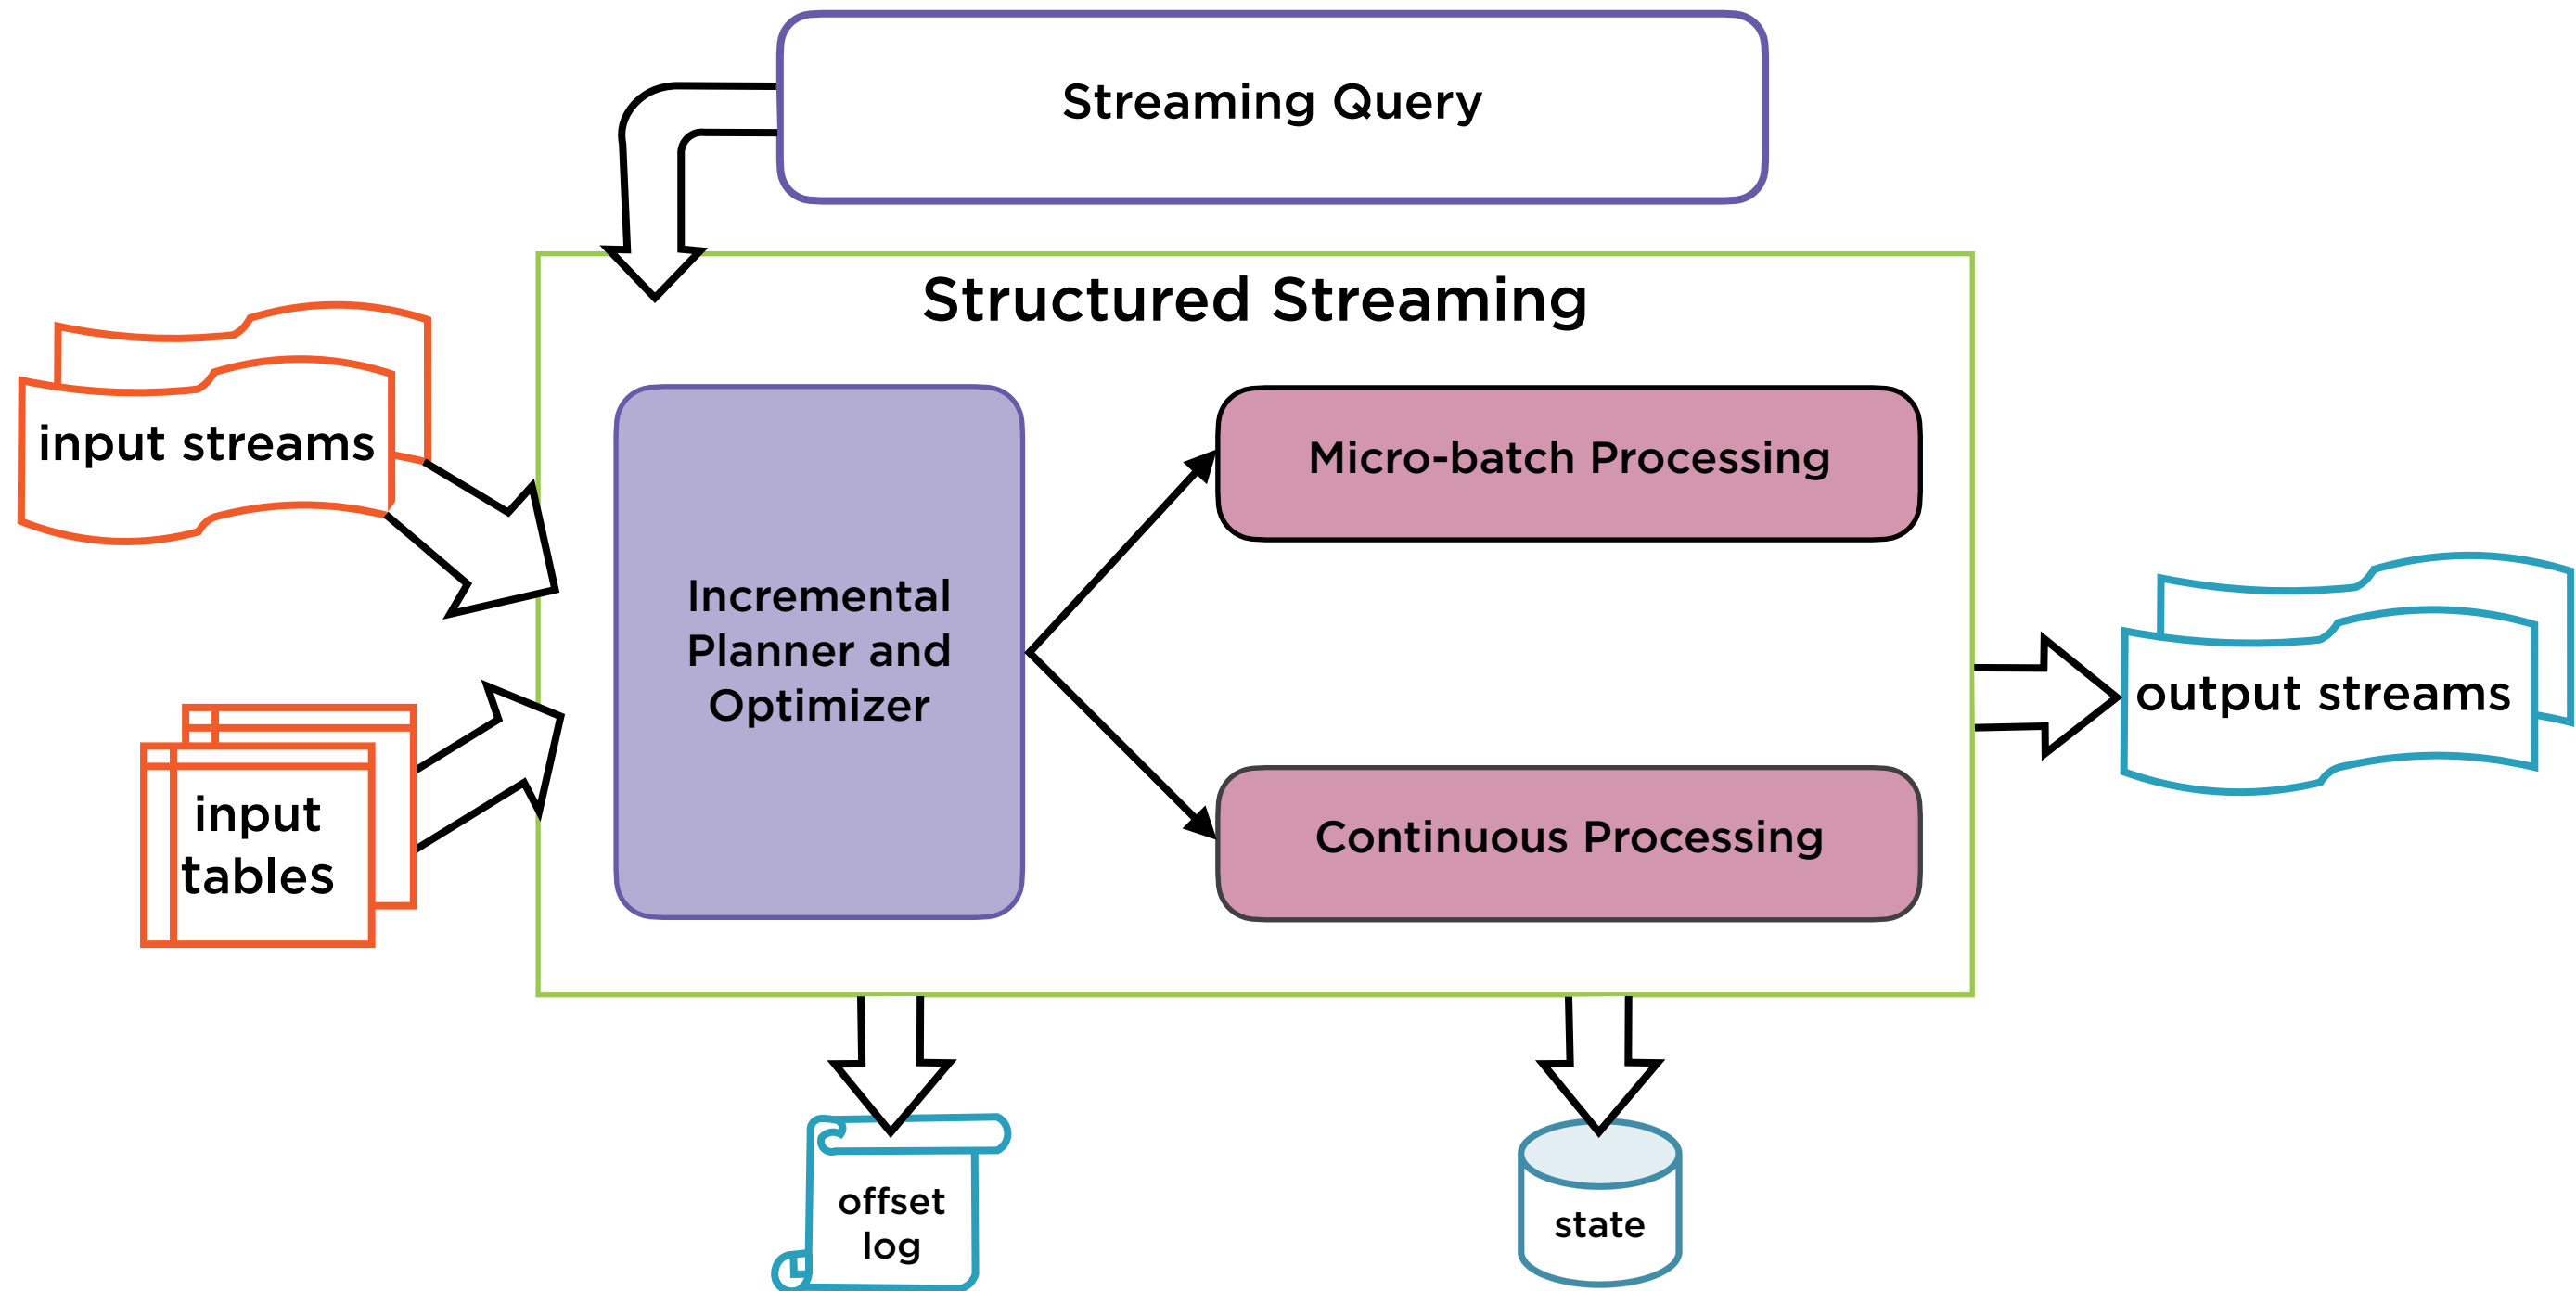 Streaming Query
Structured Streaming
input streams
Micro-batch Processing
Incremental
Planner and
Optimizer
output streams
input
tables
Continuous Processing
offset
log
state